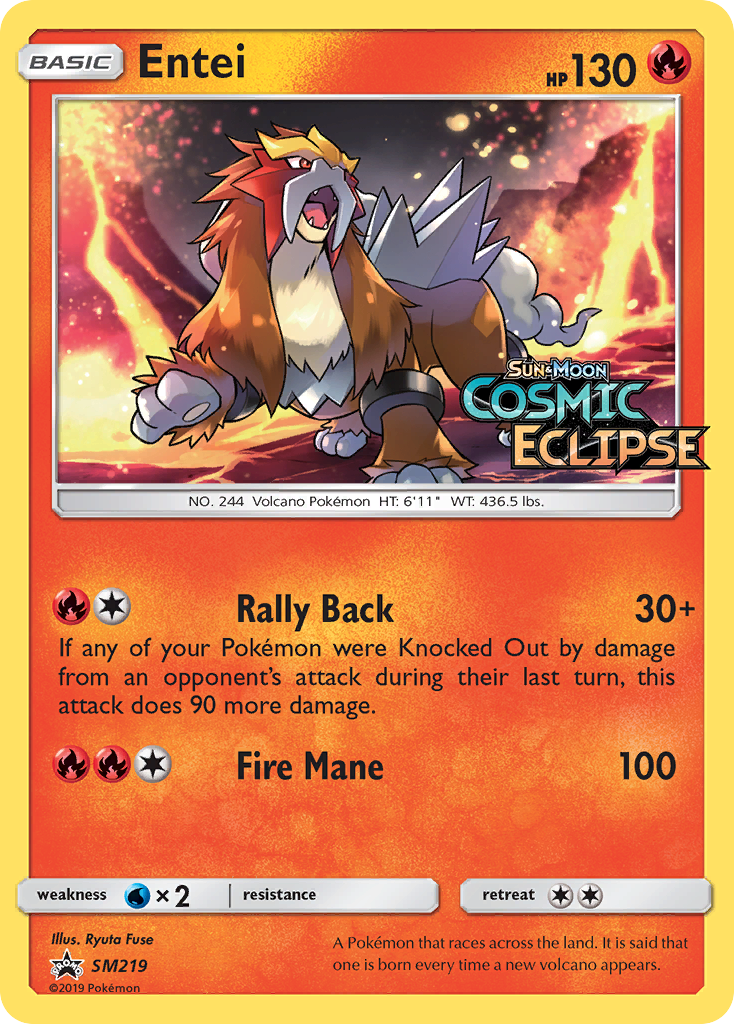 BASIC Entei HP 130
SUN & MOON
COSMIC
ECLIPSE
NO. 244 Volcano Pokémon HT: 6'11" WT: 436.5 lbs.
Rally Back 30+
If any of your Pokémon were Knocked Out by damage
from an opponent's attack during their last turn, this
attack does 90 more damage.
Fire Mane 100
weakness × 2 resistance retreat
Illus. Ryuta Fuse
PROMO SM219
©2019 Pokémon
A Pokémon that races across the land. It is said that
one is born every time a new volcano appears.